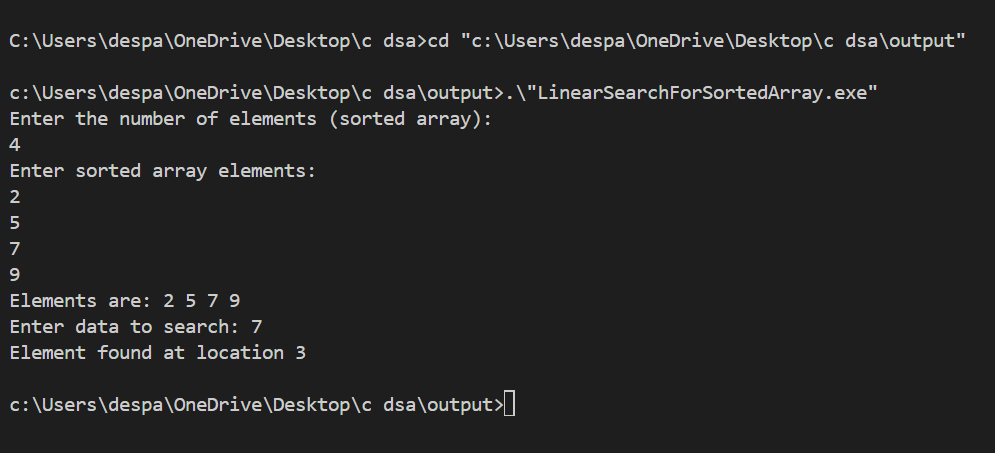 C:\Users\despa\OneDrive\Desktop\c dsa>cd "c:\Users\despa\OneDrive\Desktop\c dsa\output"
c:\Users\despa\OneDrive\Desktop\c dsa\output>.\"LinearSearchForSortedArray.exe"
Enter the number of elements (sorted array):
4
Enter sorted array elements:
2
5
7
9
Elements are: 2 5 7 9
Enter data to search: 7
Element found at location 3
c:\Users\despa\OneDrive\Desktop\c dsa\output>